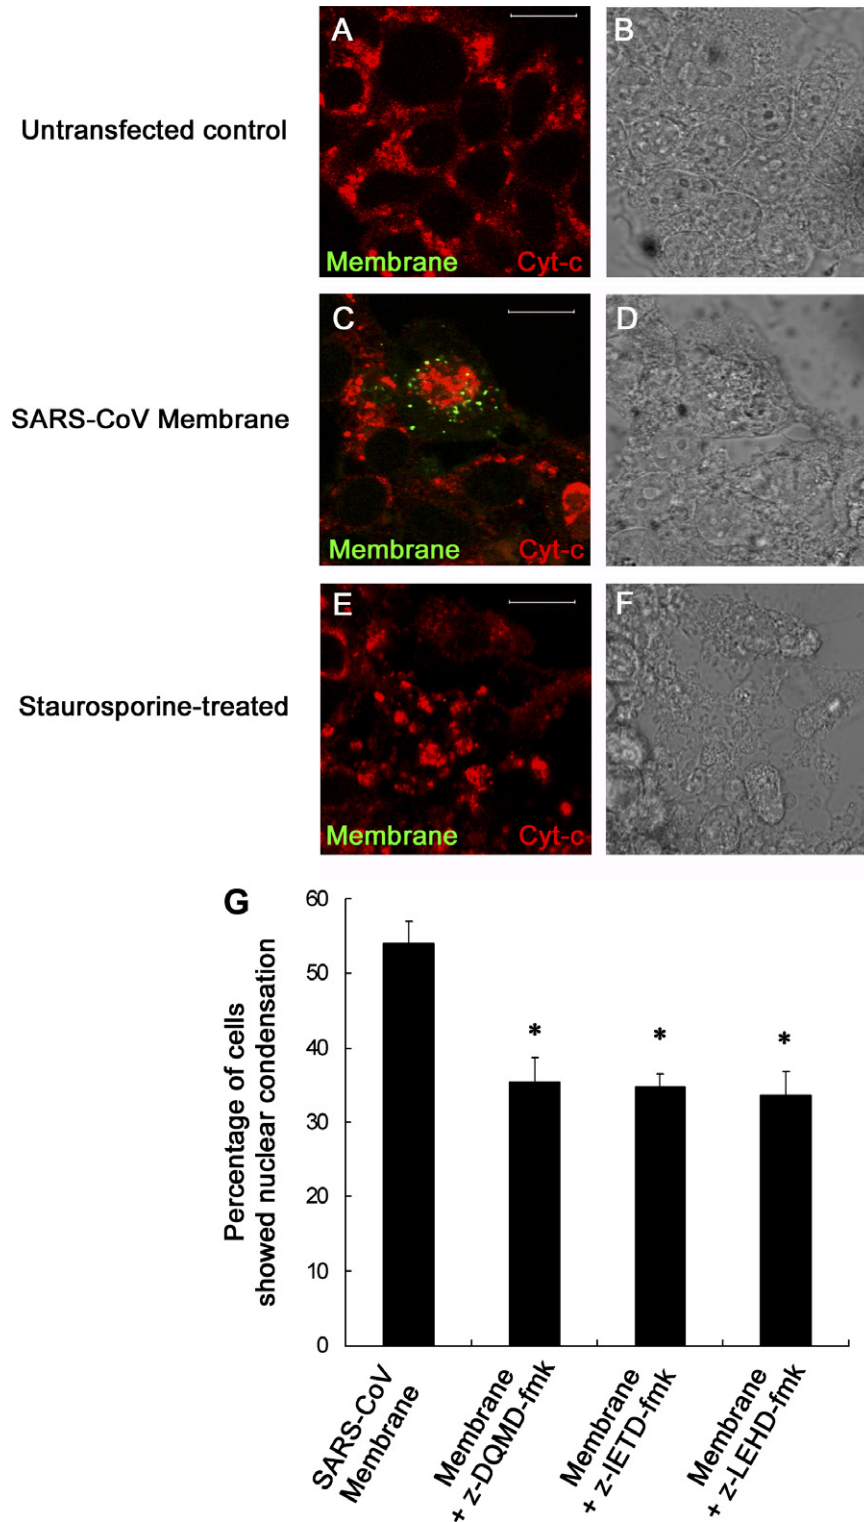 A
B
Untransfected control
Membrane
Cyt-c
C
D
SARS-CoV Membrane
Membrane
Cyt-c
E
F
Staurosporine-treated
Membrane
Cyt-c
G
Percentage of cells
showed nuclear condensation
60
50
40
30
20
10
0
*
*
*
SARS-CoV
Membrane
Membrane
+ z-DQMD-fmk
Membrane
+ z-IETD-fmk
Membrane
+ z-LEHD-fmk